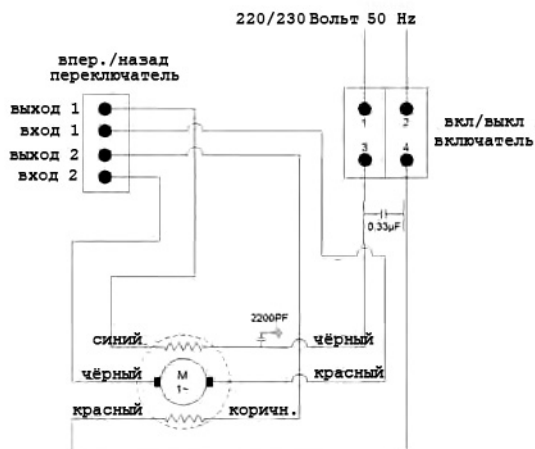 220/230 Вольт 50 Hz
впер./назад
переключатель
выход 1
вход 1
выход 2
вход 2
1 2
3 4
вкл/выкл
включатель
0.33µF
2200PF
синий
чёрный
чёрный
M
1~
красный
красный
коричн.